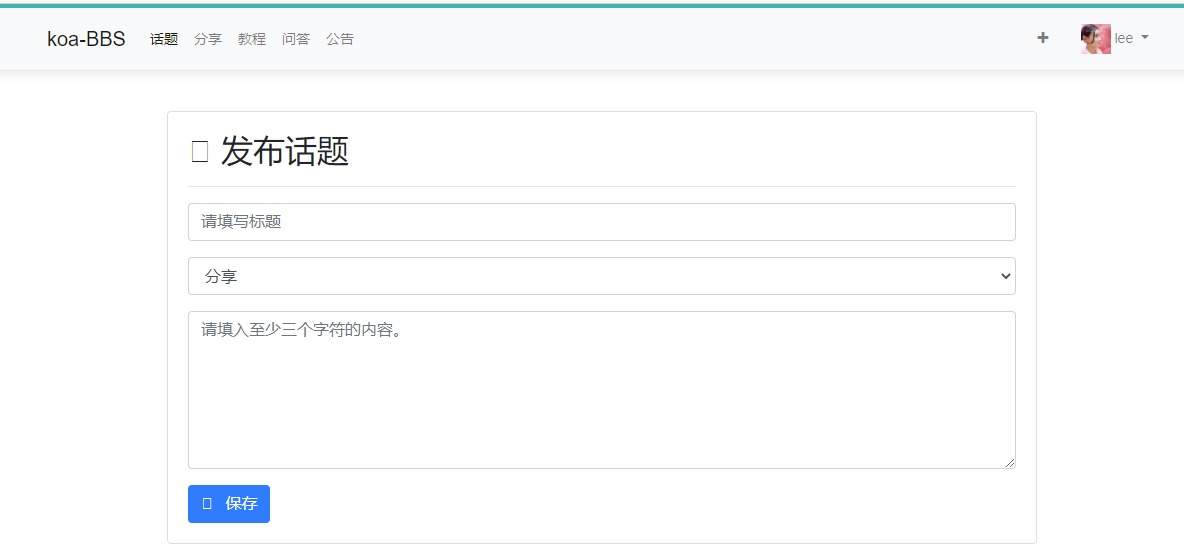 koa-BBS 话题 分享 教程 问答 公告 lee
发布话题
请填写标题
分享
请填入至少三个字符的内容。
保存